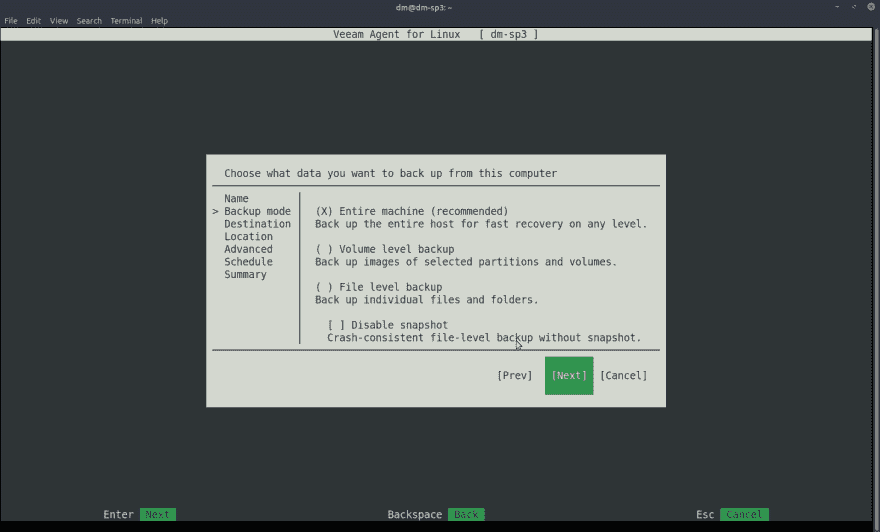 dm@dm-sp3: ~
File Edit View Search Terminal Help
Veeam Agent for Linux [ dm-sp3 ]
Choose what data you want to back up from this computer
Name
> Backup mode
Destination
Location
Advanced
Schedule
Summary
(X) Entire machine (recommended)
Back up the entire host for fast recovery on any level.
( ) Volume level backup
Back up images of selected partitions and volumes.
( ) File level backup
Back up individual files and folders.
[ ] Disable snapshot
Crash-consistent file-level backup without snapshot.
[Prev] [Next] [Cancel]
Enter Next Backspace Back Esc Cancel